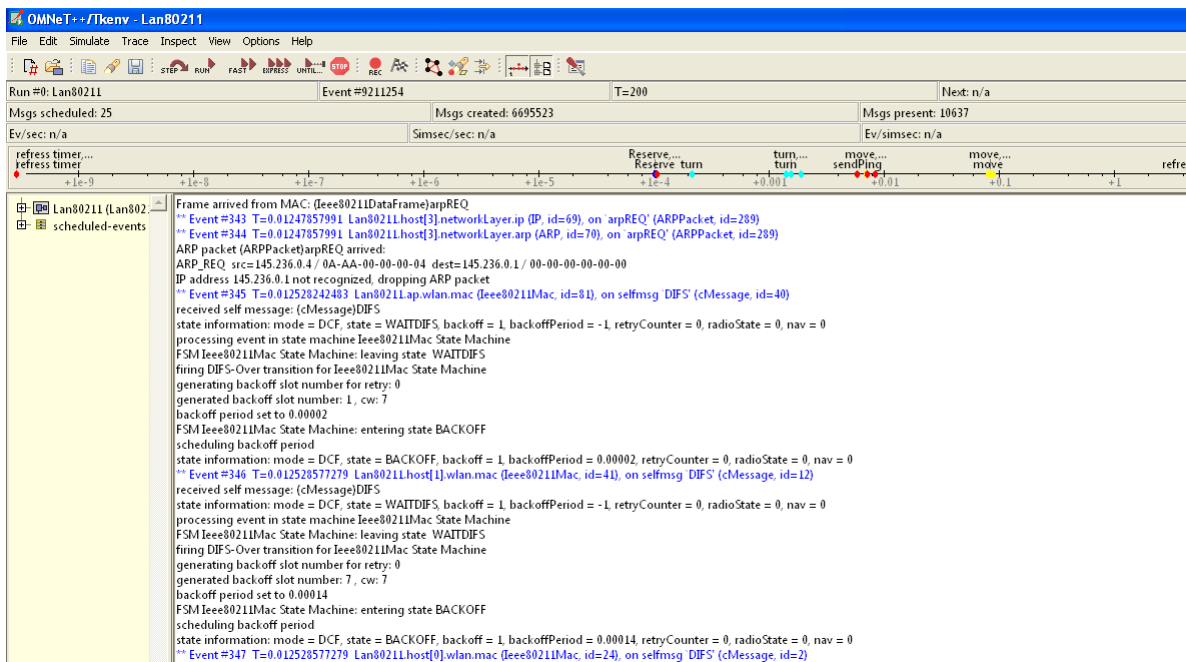 OMNeT++/Tkenv - Lan80211
File Edit Simulate Trace Inspect View Options Help
STEP RUN FAST EXPRESS UNTIL... STOP REC
Run #0: Lan80211 Event #9211254 T=200 Next: n/a
Msgs scheduled: 25 Msgs created: 6695523 Msgs present: 10637
Ev/sec: n/a Simsec/sec: n/a Ev/simsec: n/a
refress timer,... Reserve,... turn,... move,... move,...
refress timer Reserve turn turn sendPing move refre
+1e-9 +1e-8 +1e-7 +1e-6 +1e-5 +1e-4 +0.001 +0.01 +0.1 +1
Lan80211 (Lan802
scheduled-events
Frame arrived from MAC: (Ieee80211DataFrame)arpREQ
** Event #343 T=0.01247857991 Lan80211.host[3].networkLayer.ip (IP, id=69), on `arpREQ' (ARPPacket, id=289)
** Event #344 T=0.01247857991 Lan80211.host[3].networkLayer.arp (ARP, id=70), on `arpREQ' (ARPPacket, id=289)
ARP packet (ARPPacket)arpREQ arrived:
ARP_REQ src=145.236.0.4 / 0A-AA-00-00-00-04 dest=145.236.0.1 / 00-00-00-00-00-00
IP address 145.236.0.1 not recognized, dropping ARP packet
** Event #345 T=0.012528242483 Lan80211.ap.wlan.mac (Ieee80211Mac, id=81), on selfmsg `DIFS' (cMessage, id=40)
received self message: (cMessage)DIFS
state information: mode = DCF, state = WAITDIFS, backoff = 1, backoffPeriod = -1, retryCounter = 0, radioState = 0, nav = 0
processing event in state machine Ieee80211Mac State Machine
FSM Ieee80211Mac State Machine: leaving state WAITDIFS
firing DIFS-Over transition for Ieee80211Mac State Machine
generating backoff slot number for retry: 0
generated backoff slot number: 1 , cw: 7
backoff period set to 0.00002
FSM Ieee80211Mac State Machine: entering state BACKOFF
scheduling backoff period
state information: mode = DCF, state = BACKOFF, backoff = 1, backoffPeriod = 0.00002, retryCounter = 0, radioState = 0, nav = 0
** Event #346 T=0.012528577279 Lan80211.host[1].wlan.mac (Ieee80211Mac, id=41), on selfmsg `DIFS' (cMessage, id=12)
received self message: (cMessage)DIFS
state information: mode = DCF, state = WAITDIFS, backoff = 1, backoffPeriod = -1, retryCounter = 0, radioState = 0, nav = 0
processing event in state machine Ieee80211Mac State Machine
FSM Ieee80211Mac State Machine: leaving state WAITDIFS
firing DIFS-Over transition for Ieee80211Mac State Machine
generating backoff slot number for retry: 0
generated backoff slot number: 7 , cw: 7
backoff period set to 0.00014
FSM Ieee80211Mac State Machine: entering state BACKOFF
scheduling backoff period
state information: mode = DCF, state = BACKOFF, backoff = 1, backoffPeriod = 0.00014, retryCounter = 0, radioState = 0, nav = 0
** Event #347 T=0.012528577279 Lan80211.host[0].wlan.mac (Ieee80211Mac, id=24), on selfmsg `DIFS' (cMessage, id=2)